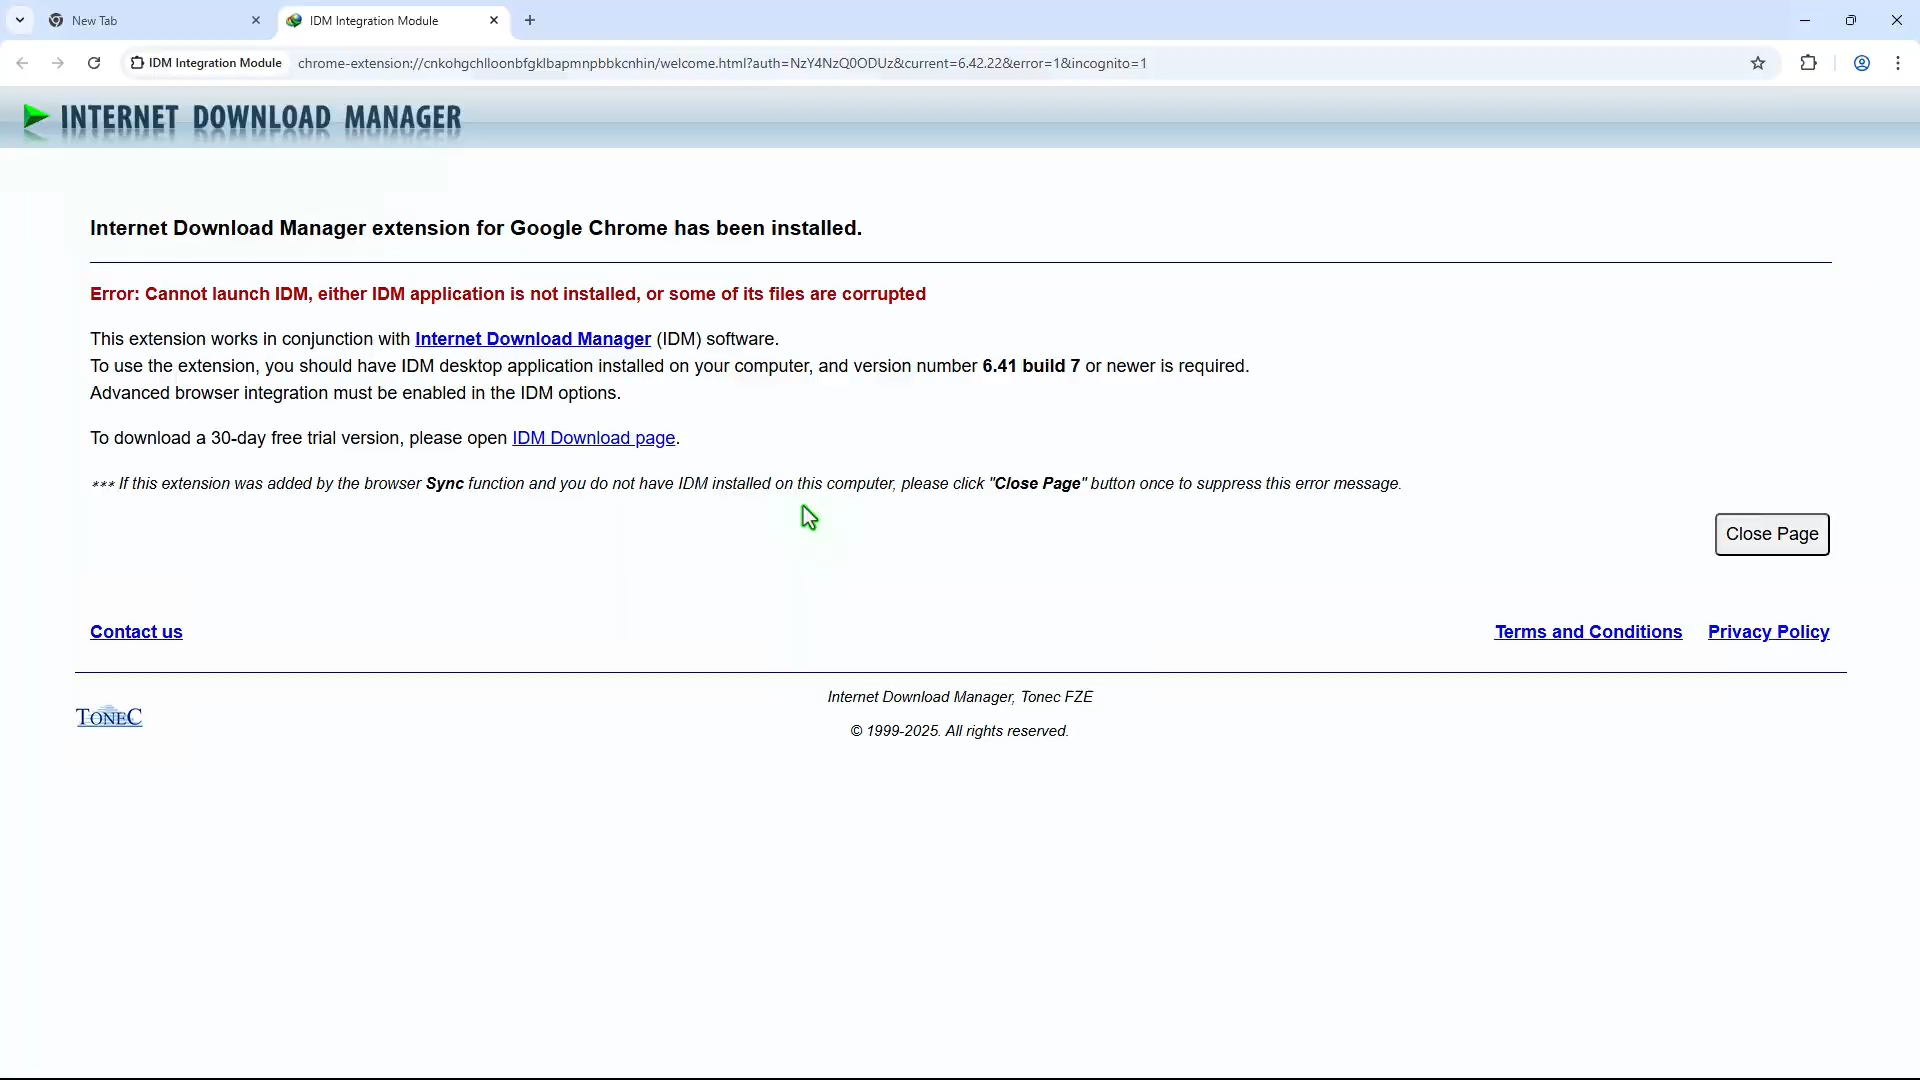 New Tab
IDM Integration Module
IDM Integration Module
chrome-extension://cnkohgchlloonbfgklbapmnpbbkcnhin/welcome.html?auth=NzY4NzQ0ODUz&current=6.42.22&error=1&incognito=1
INTERNET DOWNLOAD MANAGER
Internet Download Manager extension for Google Chrome has been installed.
Error: Cannot launch IDM, either IDM application is not installed, or some of its files are corrupted
This extension works in conjunction with Internet Download Manager (IDM) software.
To use the extension, you should have IDM desktop application installed on your computer, and version number 6.41 build 7 or newer is required.
Advanced browser integration must be enabled in the IDM options.
To download a 30-day free trial version, please open IDM Download page.
*** If this extension was added by the browser Sync function and you do not have IDM installed on this computer, please click "Close Page" button once to suppress this error message.
Close Page
Contact us
Terms and Conditions
Privacy Policy
Internet Download Manager, Tonec FZE
TONEC
© 1999-2025. All rights reserved.